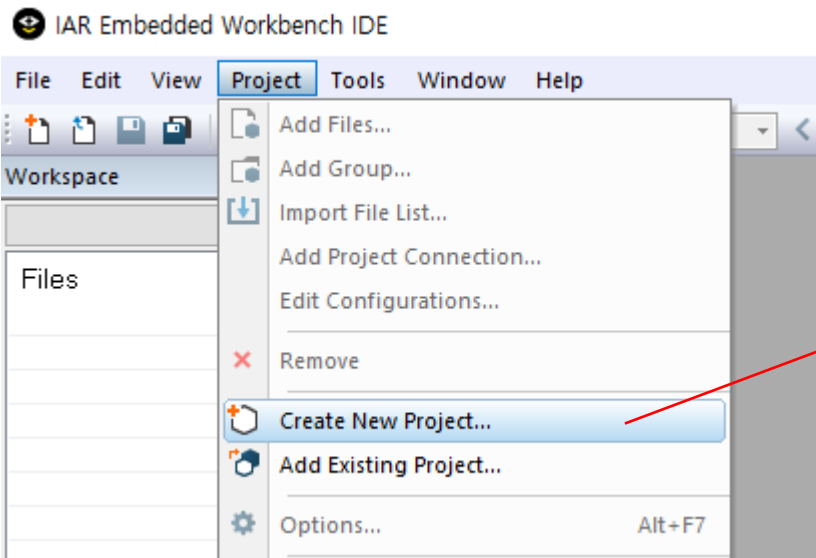 IAR Embedded Workbench IDE
File Edit View Project Tools Window Help
Workspace
Files
Add Files...
Add Group...
Import File List...
Add Project Connection...
Edit Configurations...
Remove
Create New Project...
Add Existing Project...
Options... Alt+F7